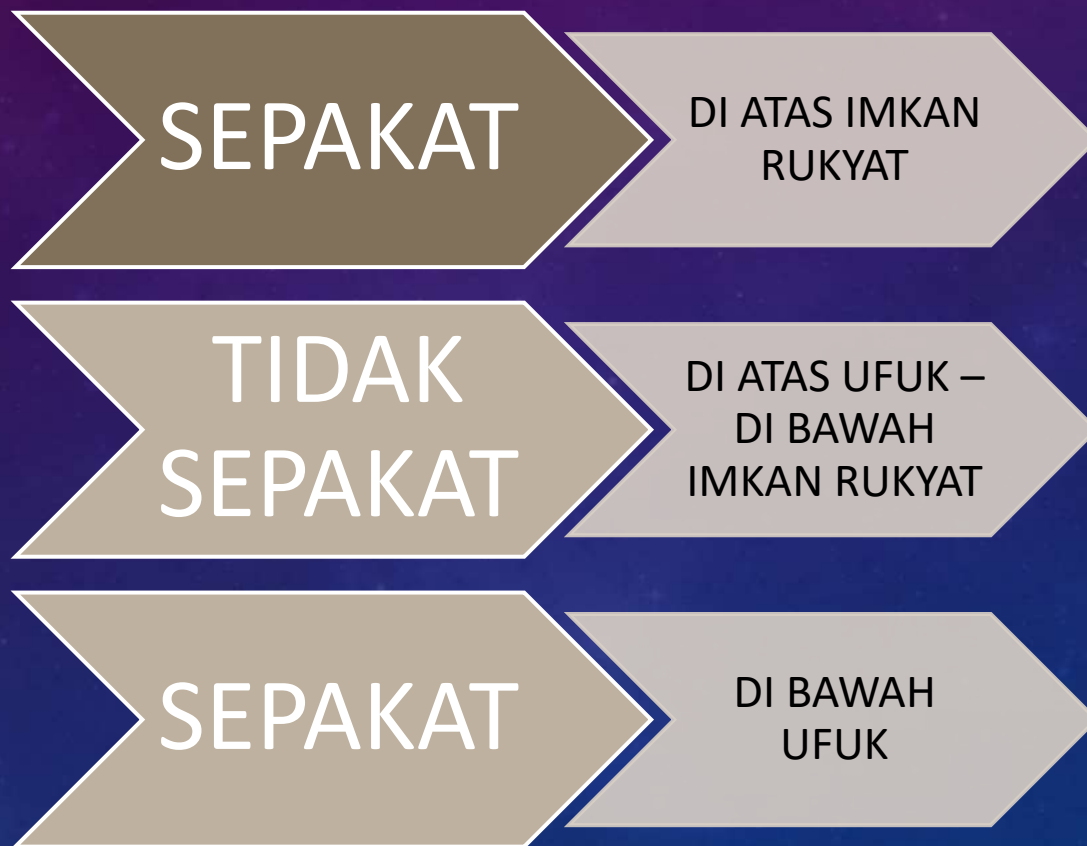 SEPAKAT
DI ATAS IMKAN
RUKYAT
TIDAK
SEPAKAT
DI ATAS UFUK –
DI BAWAH
IMKAN RUKYAT
SEPAKAT
DI BAWAH
UFUK